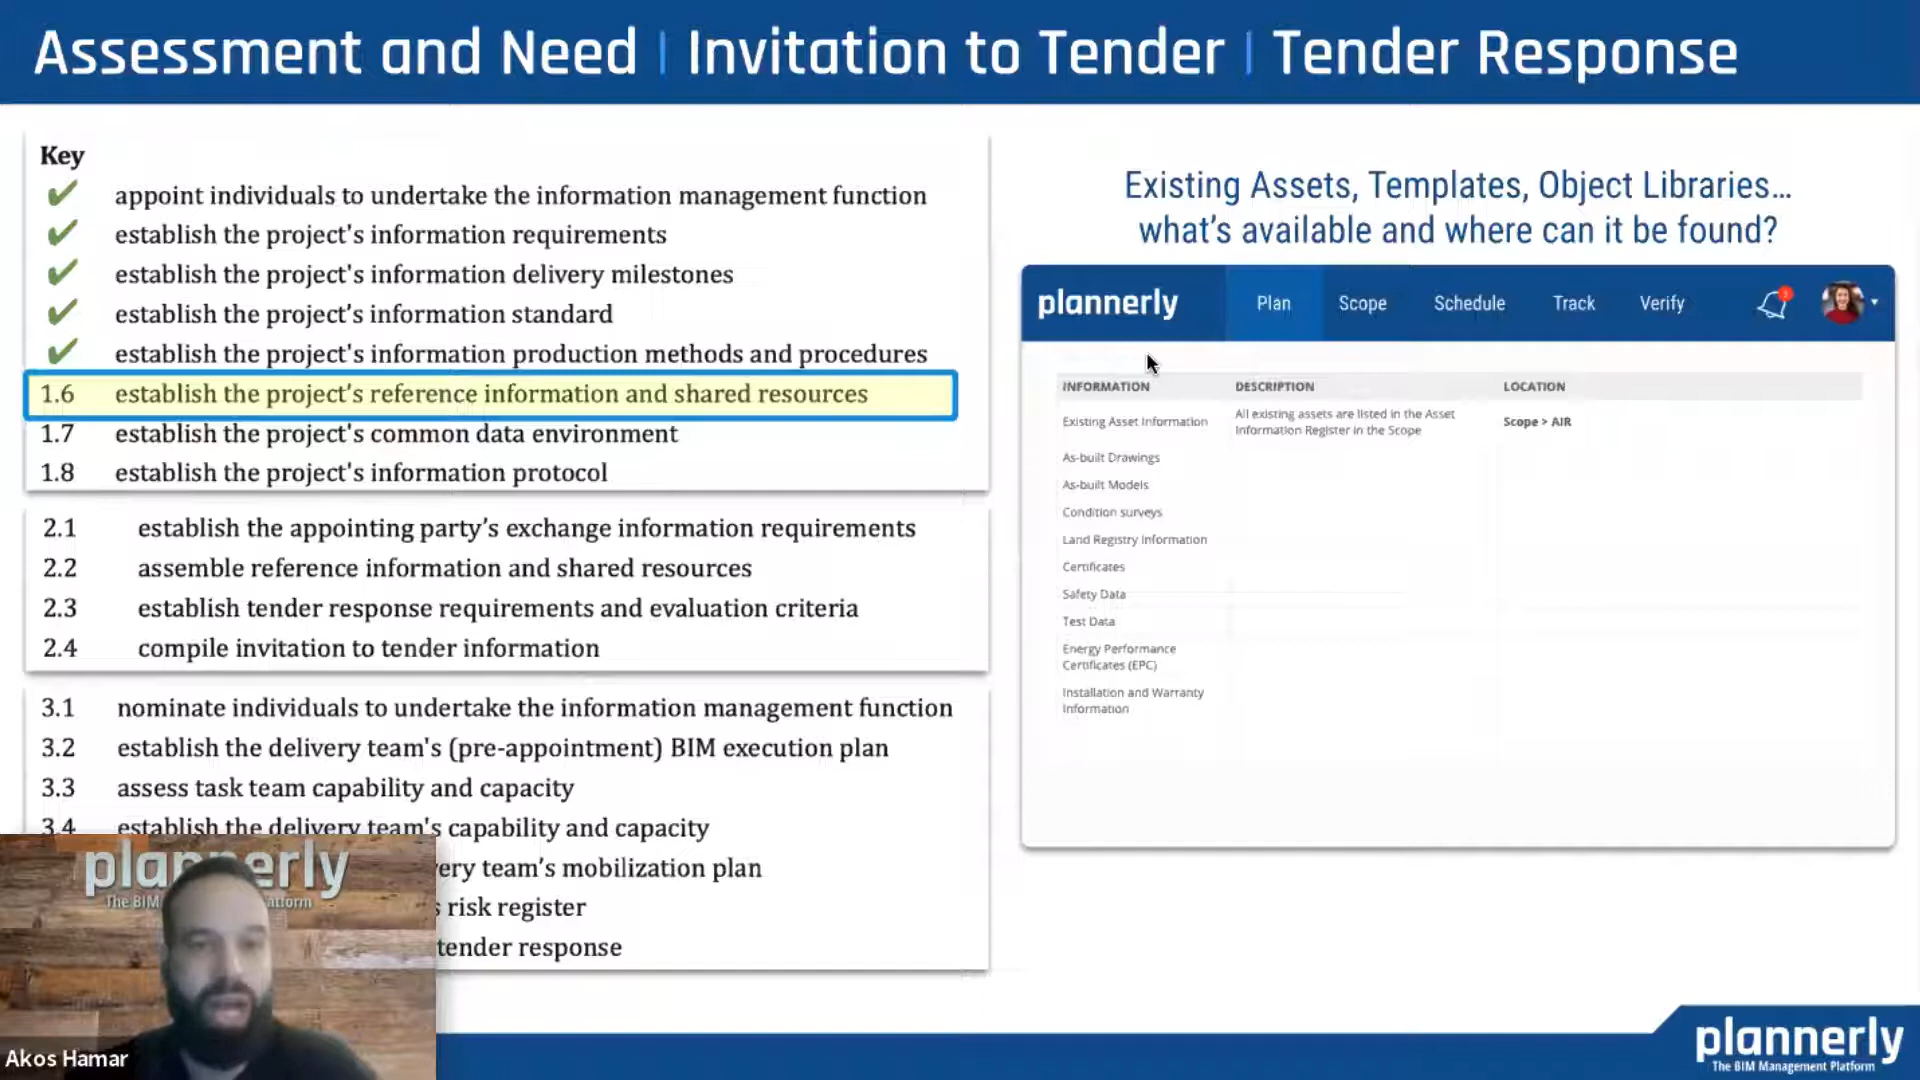 Assessment and Need | Invitation to Tender | Tender Response
Key
appoint individuals to undertake the information management function
establish the project's information requirements
establish the project's information delivery milestones
establish the project's information standard
establish the project's information production methods and procedures
1.6 establish the project's reference information and shared resources
1.7 establish the project's common data environment
1.8 establish the project's information protocol
2.1 establish the appointing party’s exchange information requirements
2.2 assemble reference information and shared resources
2.3 establish tender response requirements and evaluation criteria
2.4 compile invitation to tender information
3.1 nominate individuals to undertake the information management function
3.2 establish the delivery team's (pre-appointment) BIM execution plan
3.3 assess task team capability and capacity
3.4 establish the delivery team's capability and capacity
team’s mobilization plan
risk register
tender response
Existing Assets, Templates, Object Libraries...
what’s available and where can it be found?
plannerly Plan Scope Schedule Track Verify
INFORMATION DESCRIPTION LOCATION
Existing Asset Information
All existing assets are listed in the Asset
Information Register in the Scope
Scope > AIR
As-built Drawings
As-built Models
Condition surveys
Land Registry Information
Certificates
Safety Data
Test Data
Energy Performance
Certificates (EPC)
Installation and Warranty
Information
plannerly
The BIM
Akos Hamar
plannerly
The BIM Management Platform